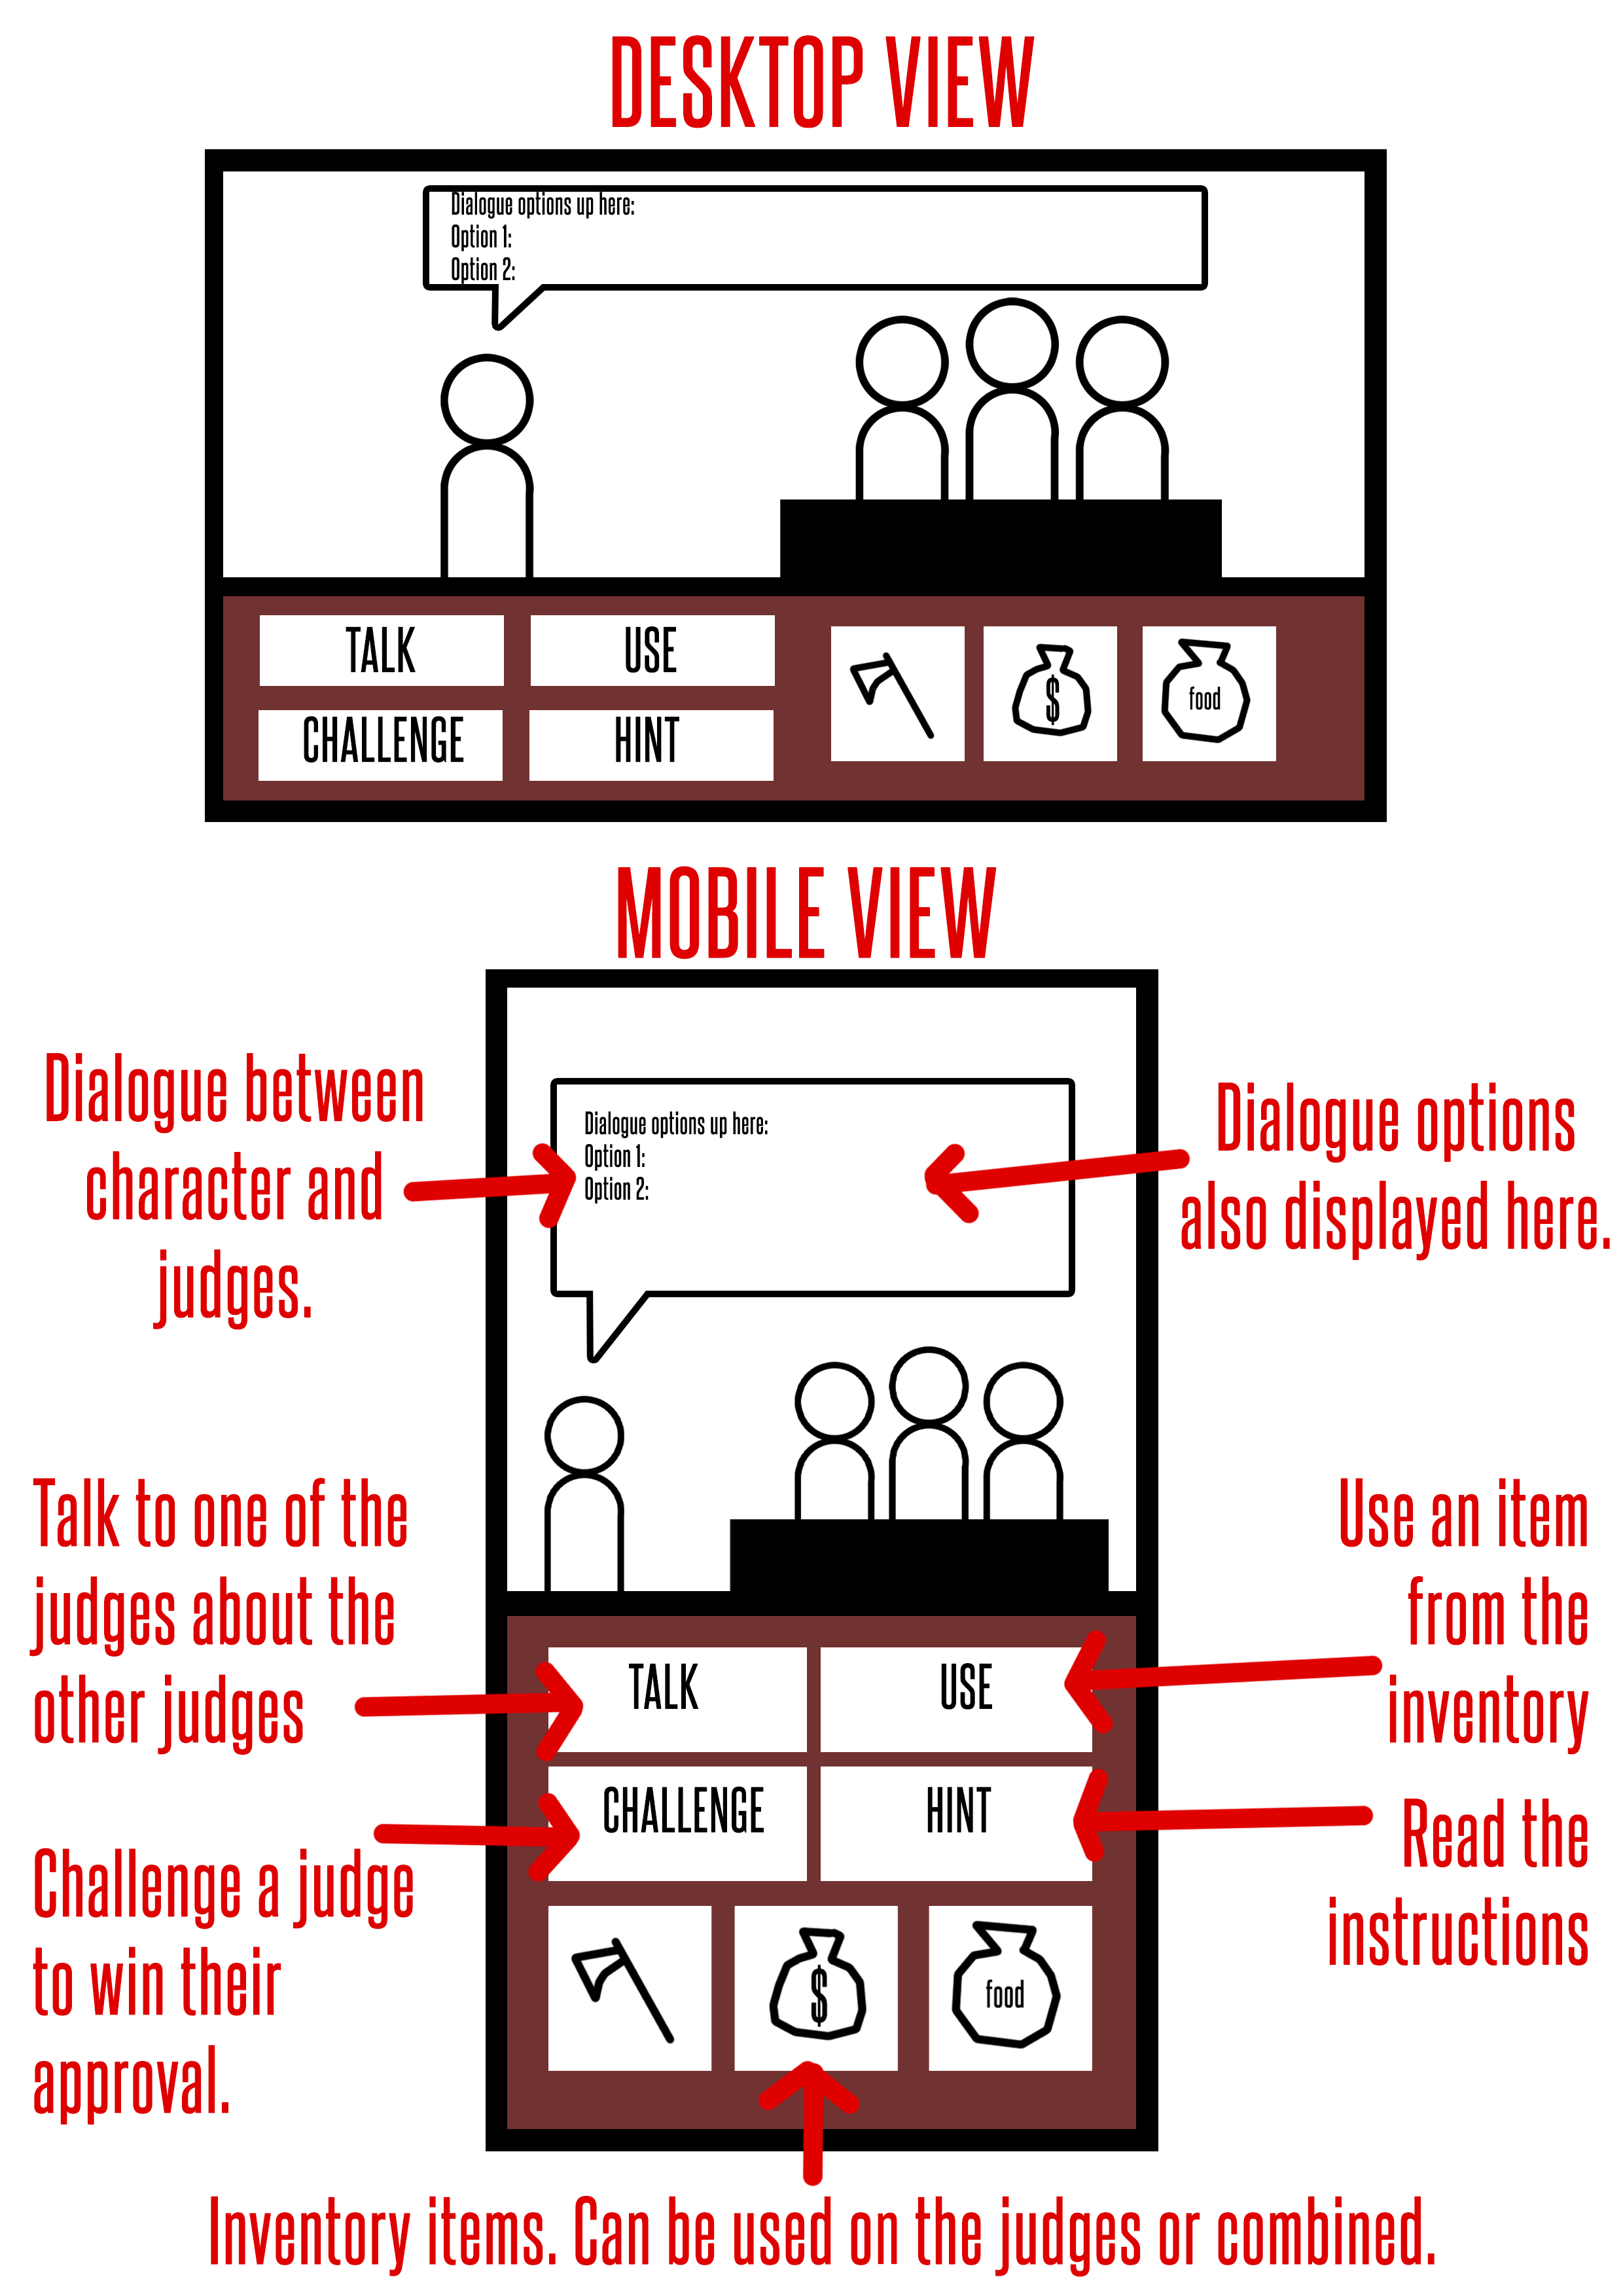 DESKTOP VIEW
Dialogue options up here:
Option 1:
Option 2:
TALK
USE
CHALLENGE
HINT
$
food
MOBILE VIEW
Dialogue between
character and
judges.
Dialogue options up here:
Option 1:
Option 2:
Dialogue options
also displayed here.
Talk to one of the
judges about the
other judges
Use an item
from the
inventory
TALK
USE
CHALLENGE
HINT
Challenge a judge
to win their
approval.
Read the
instructions
$
food
Inventory items. Can be used on the judges or combined.